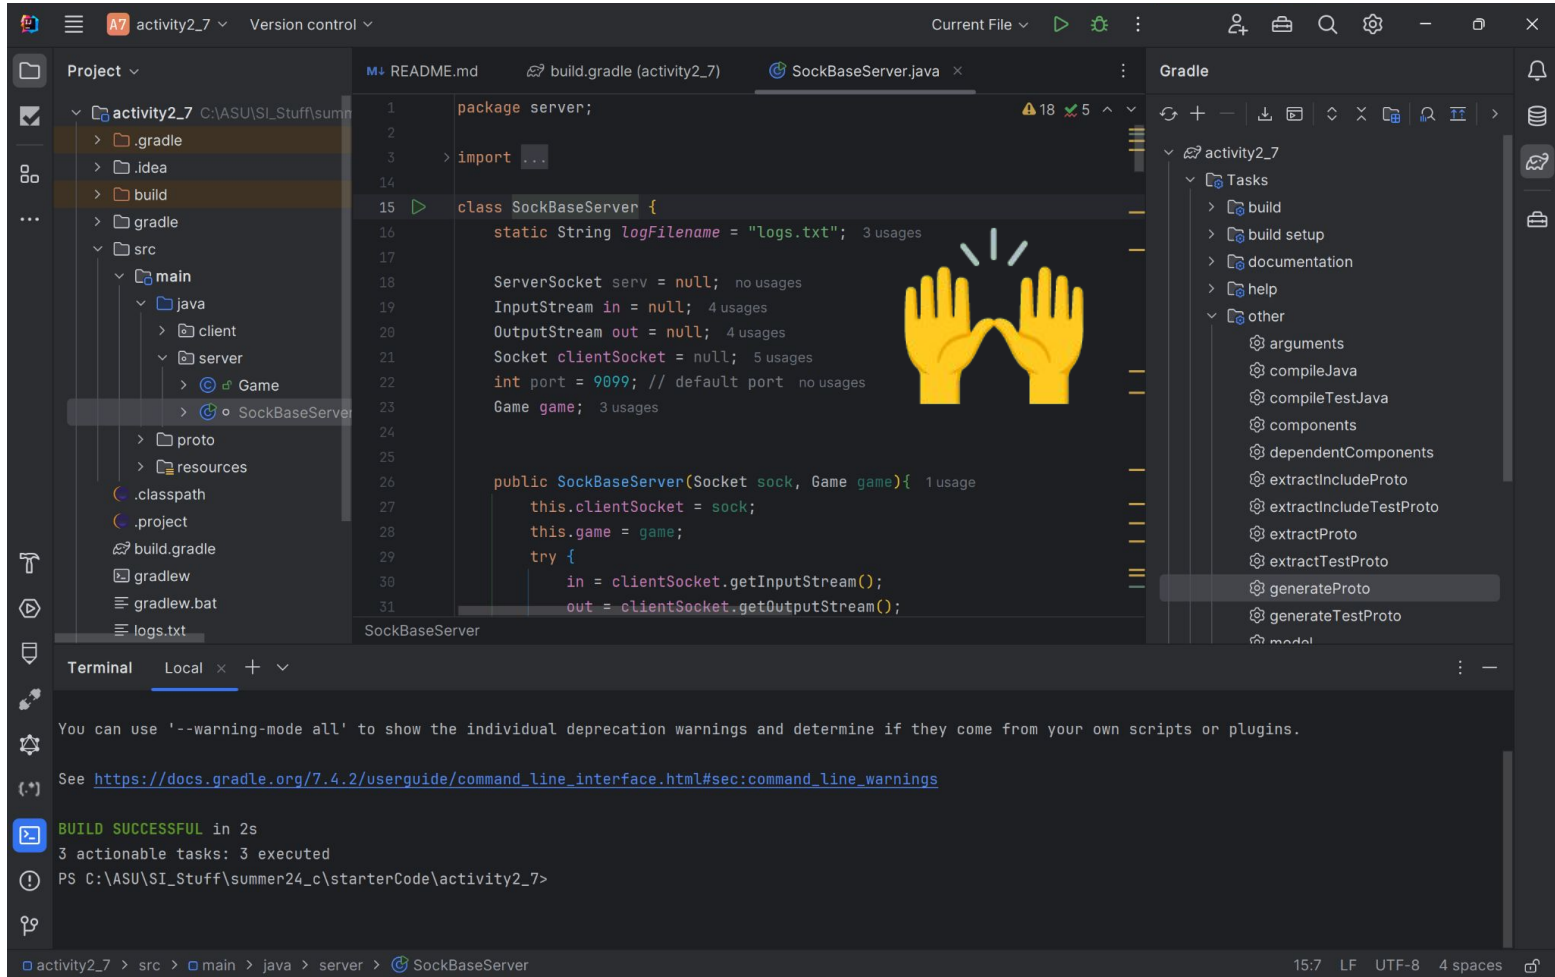 A7 activity2_7 Version control Current File
Project
activity2_7 C:\ASU\SI_Stuff\summ
.gradle
.idea
build
gradle
src
main
java
client
server
Game
SockBaseServer
proto
resources
.classpath
.project
build.gradle
gradlew
gradlew.bat
logs.txt
M↓ README.md build.gradle (activity2_7) SockBaseServer.java
18 5
1 package server;
2
3 import ...
14
15 class SockBaseServer {
16 static String logFilename = "logs.txt"; 3 usages
17
18 ServerSocket serv = null; no usages
19 InputStream in = null; 4 usages
20 OutputStream out = null; 4 usages
21 Socket clientSocket = null; 5 usages
22 int port = 9099; // default port no usages
23 Game game; 3 usages
24
25
26 public SockBaseServer(Socket sock, Game game){ 1 usage
27 this.clientSocket = sock;
28 this.game = game;
29 try {
30 in = clientSocket.getInputStream();
31 out = clientSocket.getOutputStream();
SockBaseServer
Gradle
activity2_7
Tasks
build
build setup
documentation
help
other
arguments
compileJava
compileTestJava
components
dependentComponents
extractIncludeProto
extractIncludeTestProto
extractProto
extractTestProto
generateProto
generateTestProto
model
Terminal Local
You can use '--warning-mode all' to show the individual deprecation warnings and determine if they come from your own scripts or plugins.
See https://docs.gradle.org/7.4.2/userguide/command_line_interface.html#sec:command_line_warnings
BUILD SUCCESSFUL in 2s
3 actionable tasks: 3 executed
PS C:\ASU\SI_Stuff\summer24_c\starterCode\activity2_7>
activity2_7 > src > main > java > server > SockBaseServer
15:7 LF UTF-8 4 spaces